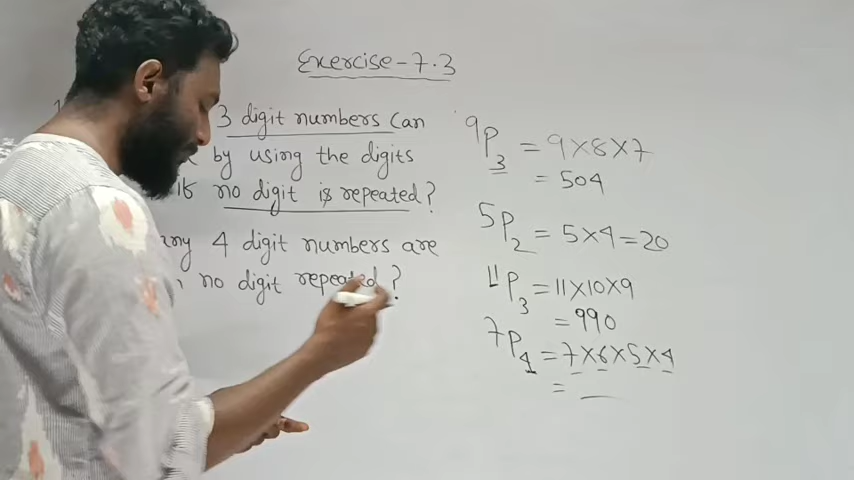 Exercise - 7.3
3 digit numbers can
by using the digits
if no digit is repeated?
any 4 digit numbers are
no digit repeated?
9P3 = 9×8×7
= 504
5P2 = 5×4 = 20
11P3 = 11×10×9
= 990
7P4 = 7×6×5×4
=